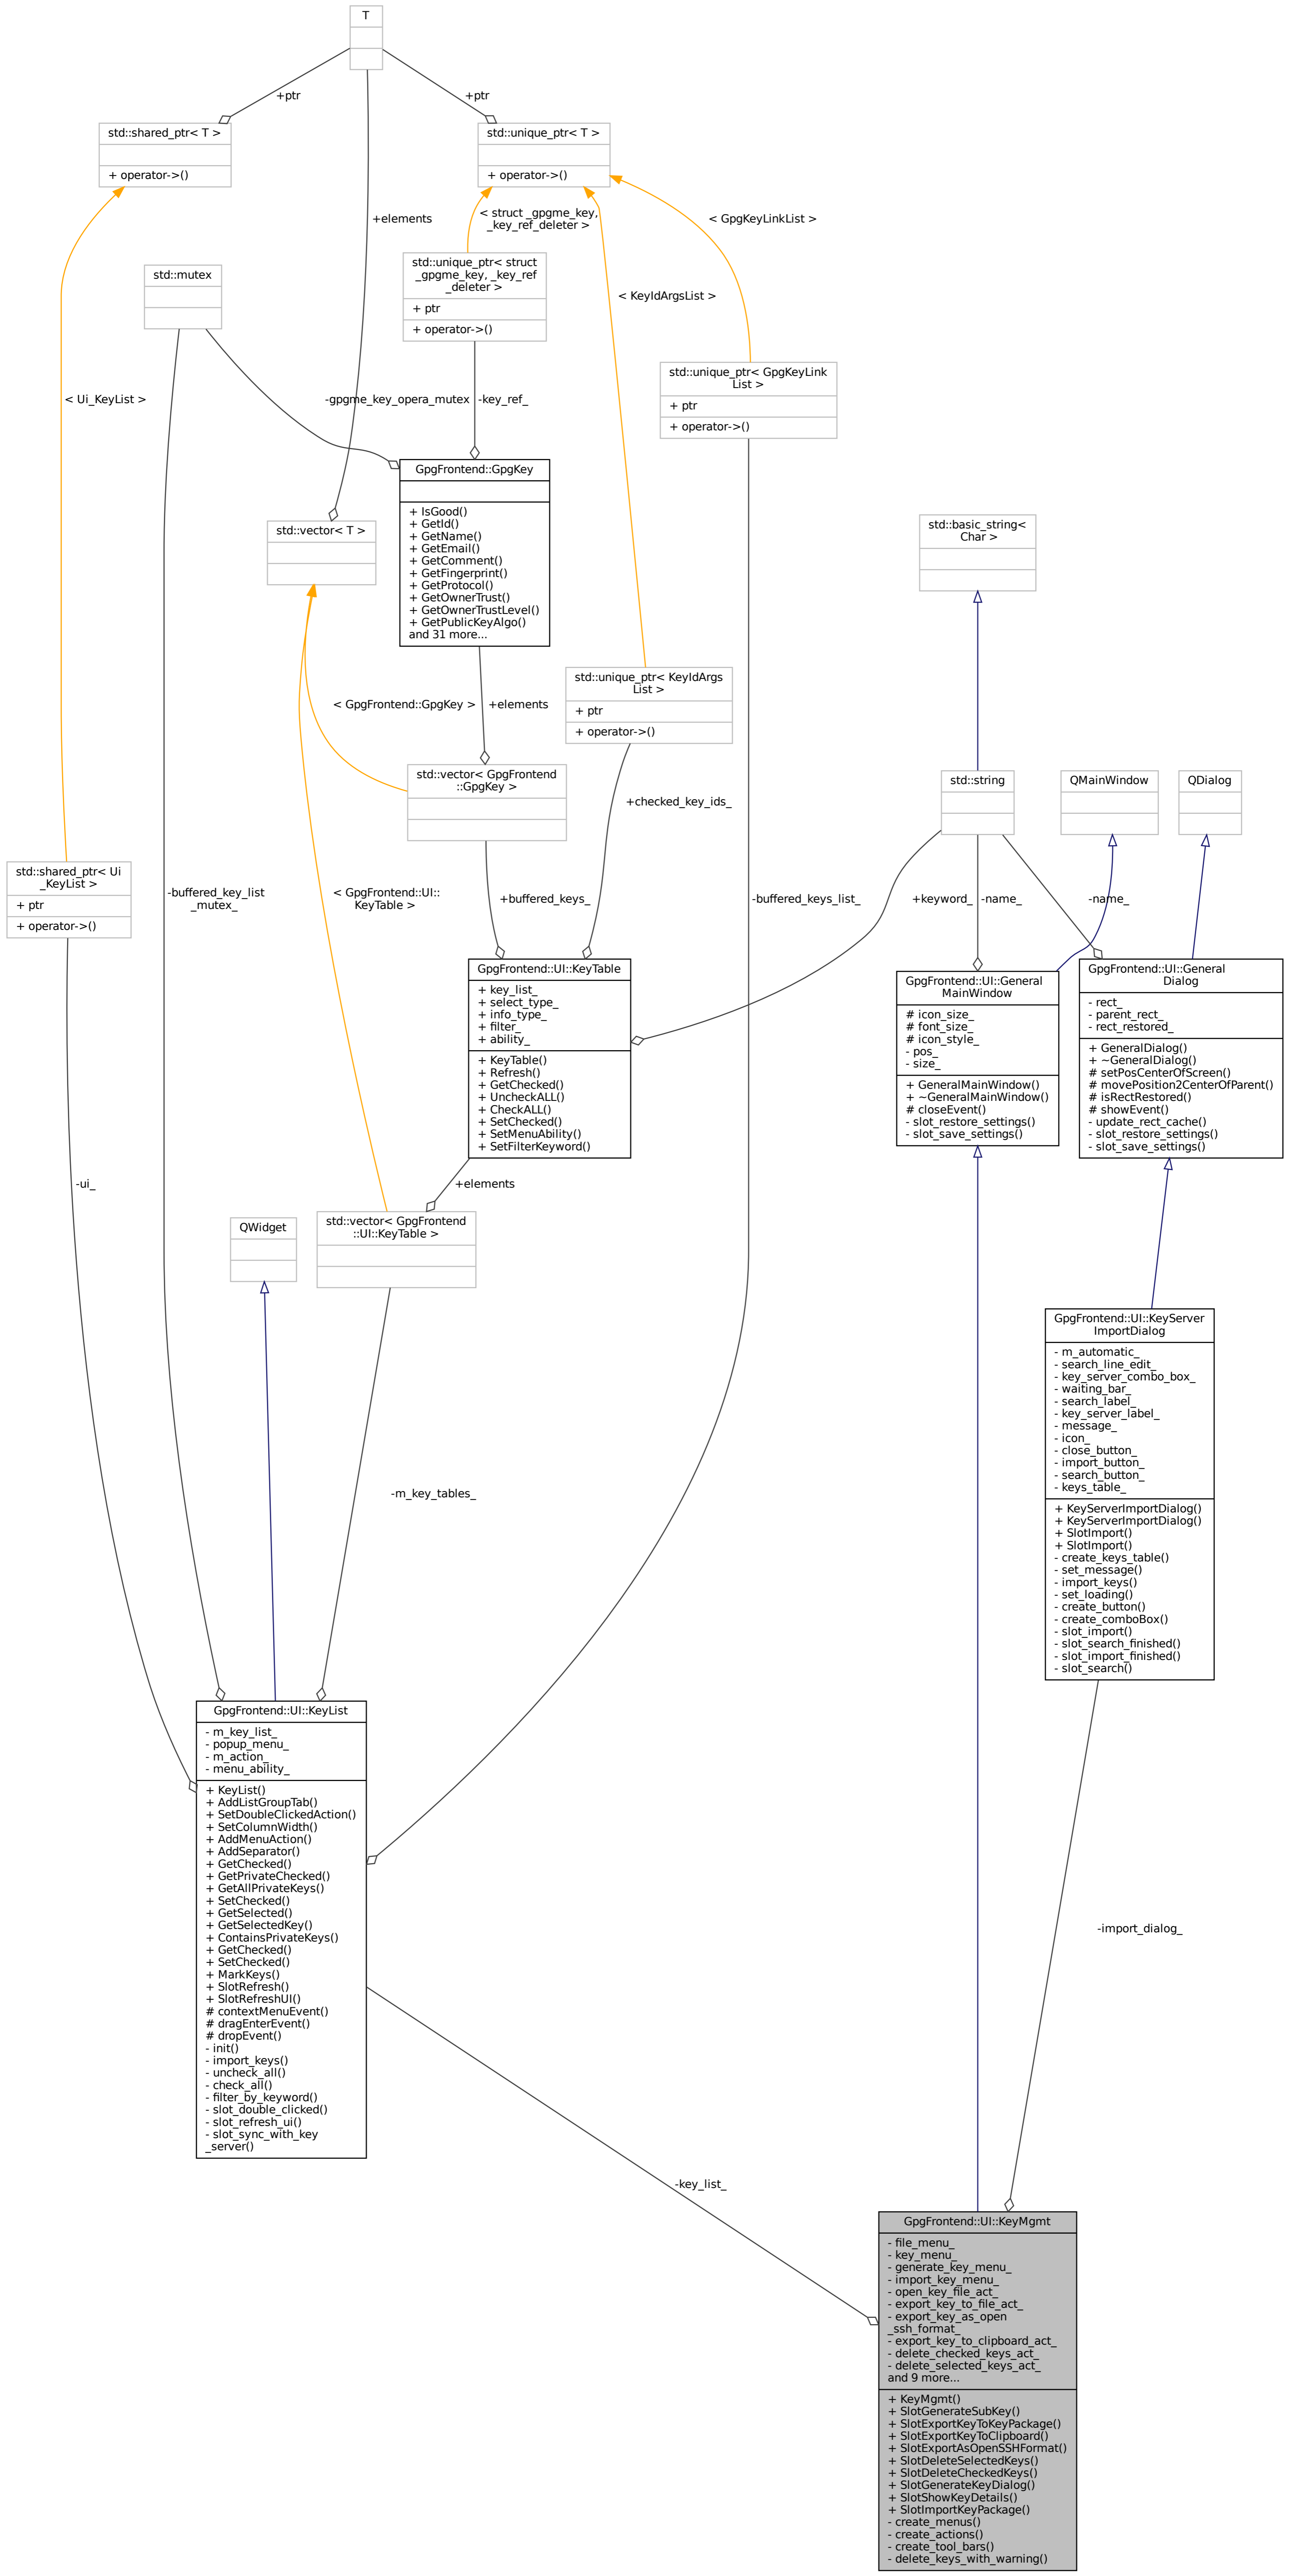 T
+ptr
+ptr
std::shared_ptr< T >
+ operator->()
std::unique_ptr< T >
+ operator->()
+elements
< struct _gpgme_key,
_key_ref_deleter >
< GpgKeyLinkList >
std::mutex
std::unique_ptr< struct
_gpgme_key, _key_ref
_deleter >
+ ptr
+ operator->()
< KeyIdArgsList >
std::unique_ptr< GpgKeyLink
List >
+ ptr
+ operator->()
< Ui_KeyList >
-gpgme_key_opera_mutex
-key_ref_
GpgFrontend::GpgKey
+ IsGood()
+ GetId()
+ GetName()
+ GetEmail()
+ GetComment()
+ GetFingerprint()
+ GetProtocol()
+ GetOwnerTrust()
+ GetOwnerTrustLevel()
+ GetPublicKeyAlgo()
and 31 more...
std::vector< T >
std::basic_string<
Char >
std::unique_ptr< KeyIdArgs
List >
+ ptr
+ operator->()
< GpgFrontend::GpgKey >
+elements
std::vector< GpgFrontend
::GpgKey >
std::string
QMainWindow
QDialog
+checked_key_ids_
std::shared_ptr< Ui
_KeyList >
+ ptr
+ operator->()
-buffered_key_list
_mutex_
< GpgFrontend::UI::
KeyTable >
+buffered_keys_
-buffered_keys_list_
+keyword_
-name_
-name_
GpgFrontend::UI::KeyTable
+ key_list_
+ select_type_
+ info_type_
+ filter_
+ ability_
+ KeyTable()
+ Refresh()
+ GetChecked()
+ UncheckALL()
+ CheckALL()
+ SetChecked()
+ SetMenuAbility()
+ SetFilterKeyword()
GpgFrontend::UI::General
MainWindow
# icon_size_
# font_size_
# icon_style_
- pos_
- size_
+ GeneralMainWindow()
+ ~GeneralMainWindow()
# closeEvent()
- slot_restore_settings()
- slot_save_settings()
GpgFrontend::UI::General
Dialog
- rect_
- parent_rect_
- rect_restored_
+ GeneralDialog()
+ ~GeneralDialog()
# setPosCenterOfScreen()
# movePosition2CenterOfParent()
# isRectRestored()
# showEvent()
- update_rect_cache()
- slot_restore_settings()
- slot_save_settings()
-ui_
+elements
QWidget
std::vector< GpgFrontend
::UI::KeyTable >
GpgFrontend::UI::KeyServer
ImportDialog
- m_automatic_
- search_line_edit_
- key_server_combo_box_
- waiting_bar_
- search_label_
- key_server_label_
- message_
- icon_
- close_button_
- import_button_
- search_button_
- keys_table_
+ KeyServerImportDialog()
+ KeyServerImportDialog()
+ SlotImport()
+ SlotImport()
- create_keys_table()
- set_message()
- import_keys()
- set_loading()
- create_button()
- create_comboBox()
- slot_import()
- slot_search_finished()
- slot_import_finished()
- slot_search()
-m_key_tables_
GpgFrontend::UI::KeyList
- m_key_list_
- popup_menu_
- m_action_
- menu_ability_
+ KeyList()
+ AddListGroupTab()
+ SetDoubleClickedAction()
+ SetColumnWidth()
+ AddMenuAction()
+ AddSeparator()
+ GetChecked()
+ GetPrivateChecked()
+ GetAllPrivateKeys()
+ SetChecked()
+ GetSelected()
+ GetSelectedKey()
+ ContainsPrivateKeys()
+ GetChecked()
+ SetChecked()
+ MarkKeys()
+ SlotRefresh()
+ SlotRefreshUI()
# contextMenuEvent()
# dragEnterEvent()
# dropEvent()
- init()
- import_keys()
- uncheck_all()
- check_all()
- filter_by_keyword()
- slot_double_clicked()
- slot_refresh_ui()
- slot_sync_with_key
_server()
-import_dialog_
-key_list_
GpgFrontend::UI::KeyMgmt
- file_menu_
- key_menu_
- generate_key_menu_
- import_key_menu_
- open_key_file_act_
- export_key_to_file_act_
- export_key_as_open
_ssh_format_
- export_key_to_clipboard_act_
- delete_checked_keys_act_
- delete_selected_keys_act_
and 9 more...
+ KeyMgmt()
+ SlotGenerateSubKey()
+ SlotExportKeyToKeyPackage()
+ SlotExportKeyToClipboard()
+ SlotExportAsOpenSSHFormat()
+ SlotDeleteSelectedKeys()
+ SlotDeleteCheckedKeys()
+ SlotGenerateKeyDialog()
+ SlotShowKeyDetails()
+ SlotImportKeyPackage()
- create_menus()
- create_actions()
- create_tool_bars()
- delete_keys_with_warning()